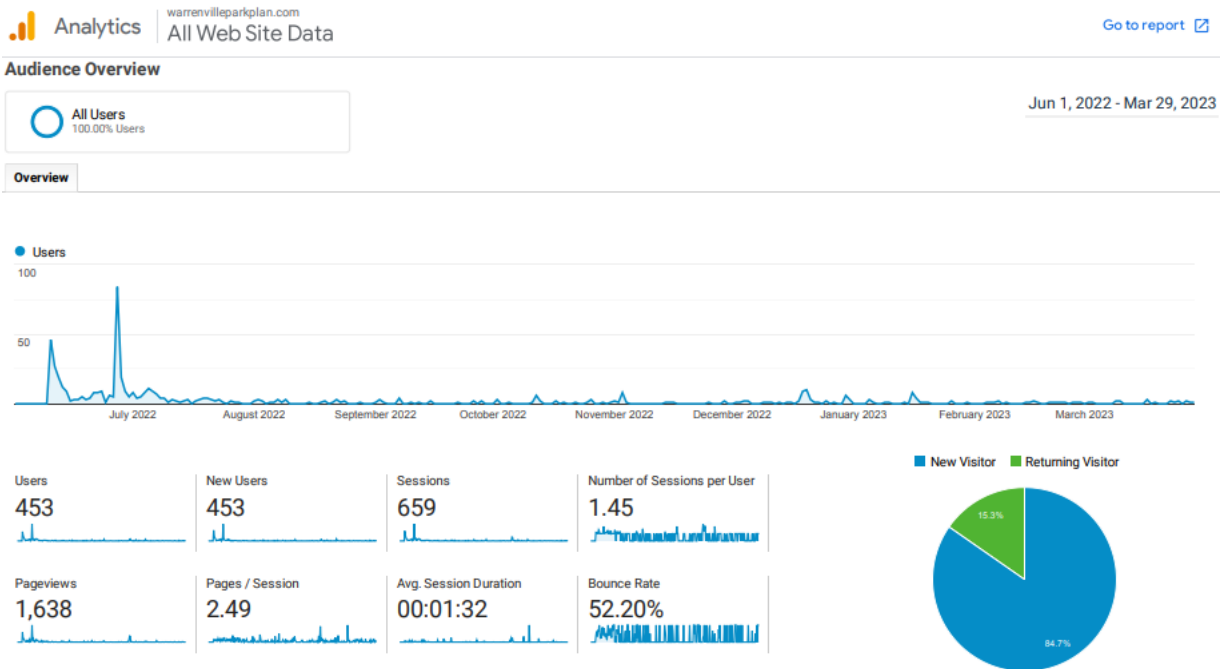 Analytics
warrenvilleparkplan.com
All Web Site Data
Go to report
Audience Overview
All Users
100.00% Users
Jun 1, 2022 - Mar 29, 2023
Overview
Users
100
50
July 2022 August 2022 September 2022 October 2022 November 2022 December 2022 January 2023 February 2023 March 2023
New Visitor Returning Visitor
Users New Users Sessions Number of Sessions per User
453 453 659 1.45
Pageviews Pages / Session Avg. Session Duration Bounce Rate
1,638 2.49 00:01:32 52.20%
15.3%
84.7%